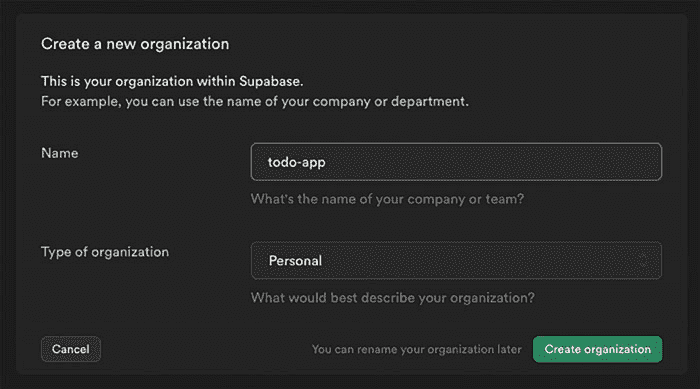 Create a new organization
This is your organization within Supabase.
For example, you can use the name of your company or department.
Name
todo-app
What's the name of your company or team?
Type of organization
Personal
What would best describe your organization?
Cancel
You can rename your organization later
Create organization